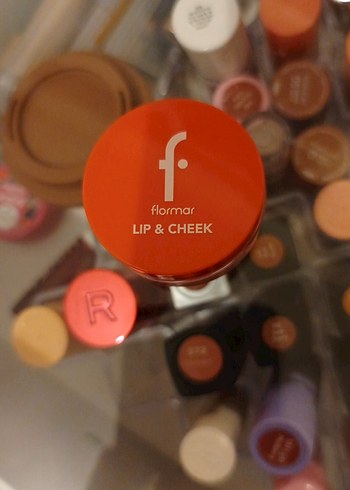 f
flormar
LIP & CHEEK
R